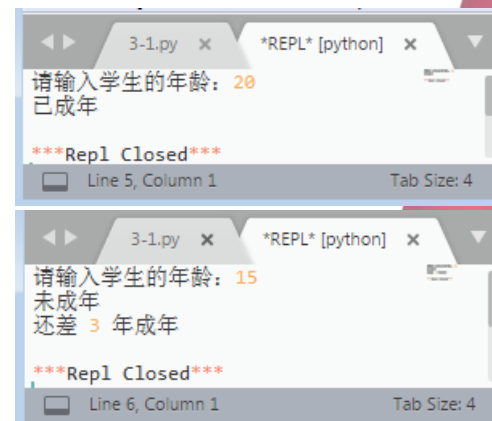 3-1.py × *REPL* [python] ×
请输入学生的年龄：20
已成年
***Repl Closed***
Line 5, Column 1 Tab Size: 4
3-1.py × *REPL* [python] ×
请输入学生的年龄：15
未成年
还差 3 年成年
***Repl Closed***
Line 6, Column 1 Tab Size: 4